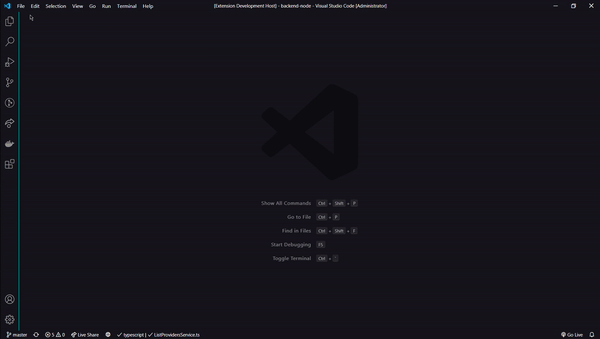 File Edit Selection View Go Run Terminal Help [Extension Development Host] - backend-node - Visual Studio Code [Administrator]
Show All Commands Ctrl + Shift + P
Go to File Ctrl + P
Find in Files Ctrl + Shift + F
Start Debugging F5
Toggle Terminal Ctrl + `
master 5 0 Live Share typescript | ListProvidersService.ts Go Live